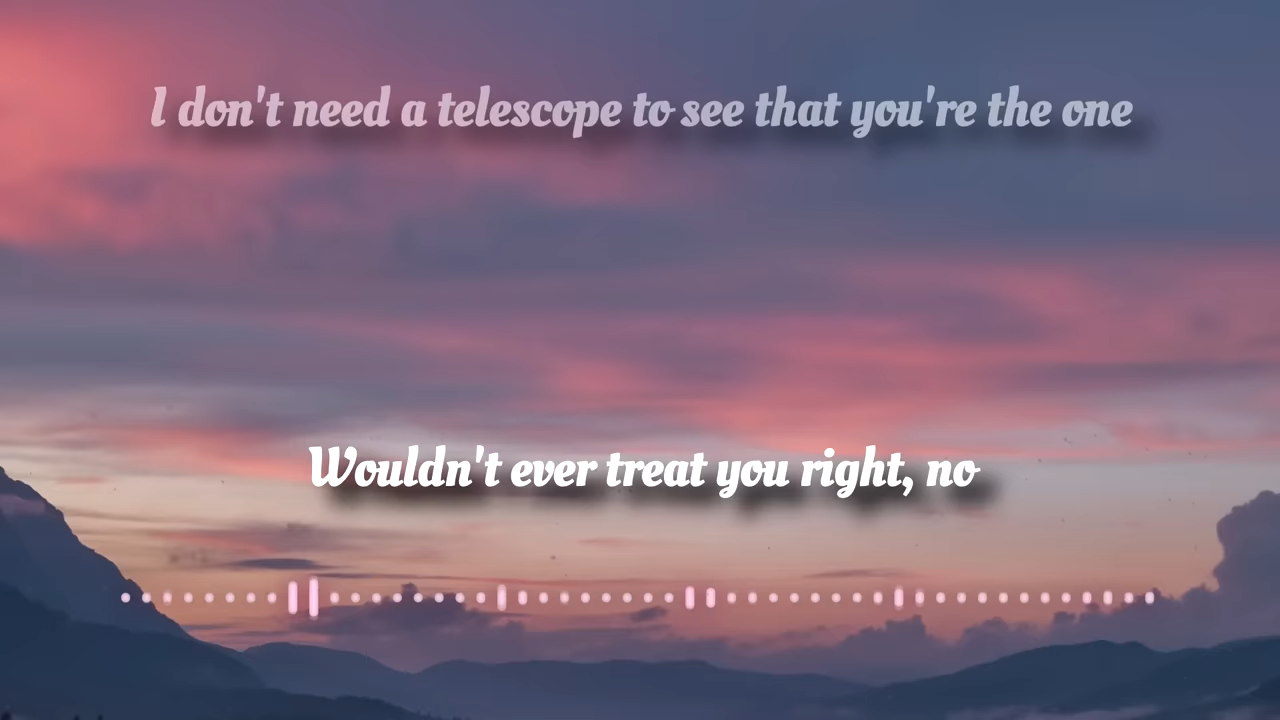 I don't need a telescope to see that you're the one
Wouldn't ever treat you right, no